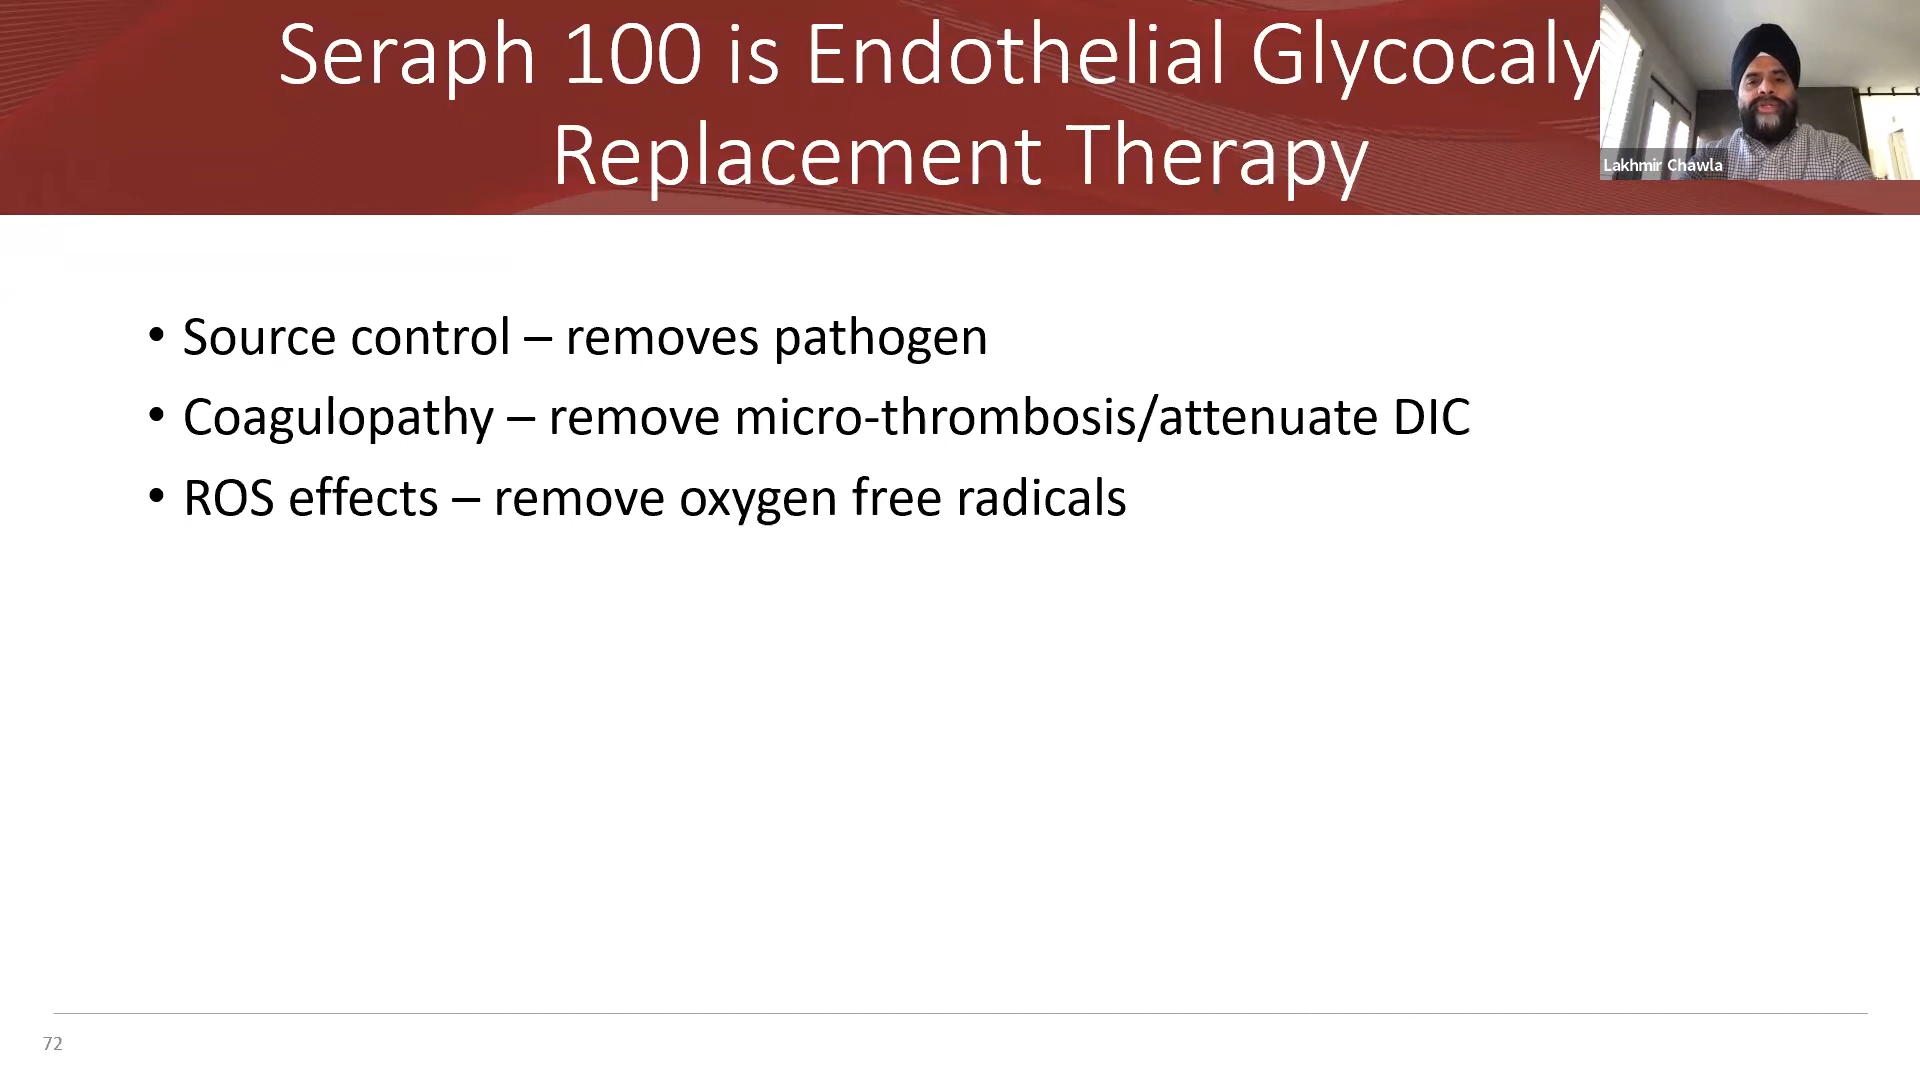 Seraph 100 is Endothelial Glycocaly
Replacement Therapy
Lakhmir Chawla
• Source control – removes pathogen
• Coagulopathy – remove micro-thrombosis/attenuate DIC
• ROS effects – remove oxygen free radicals
72